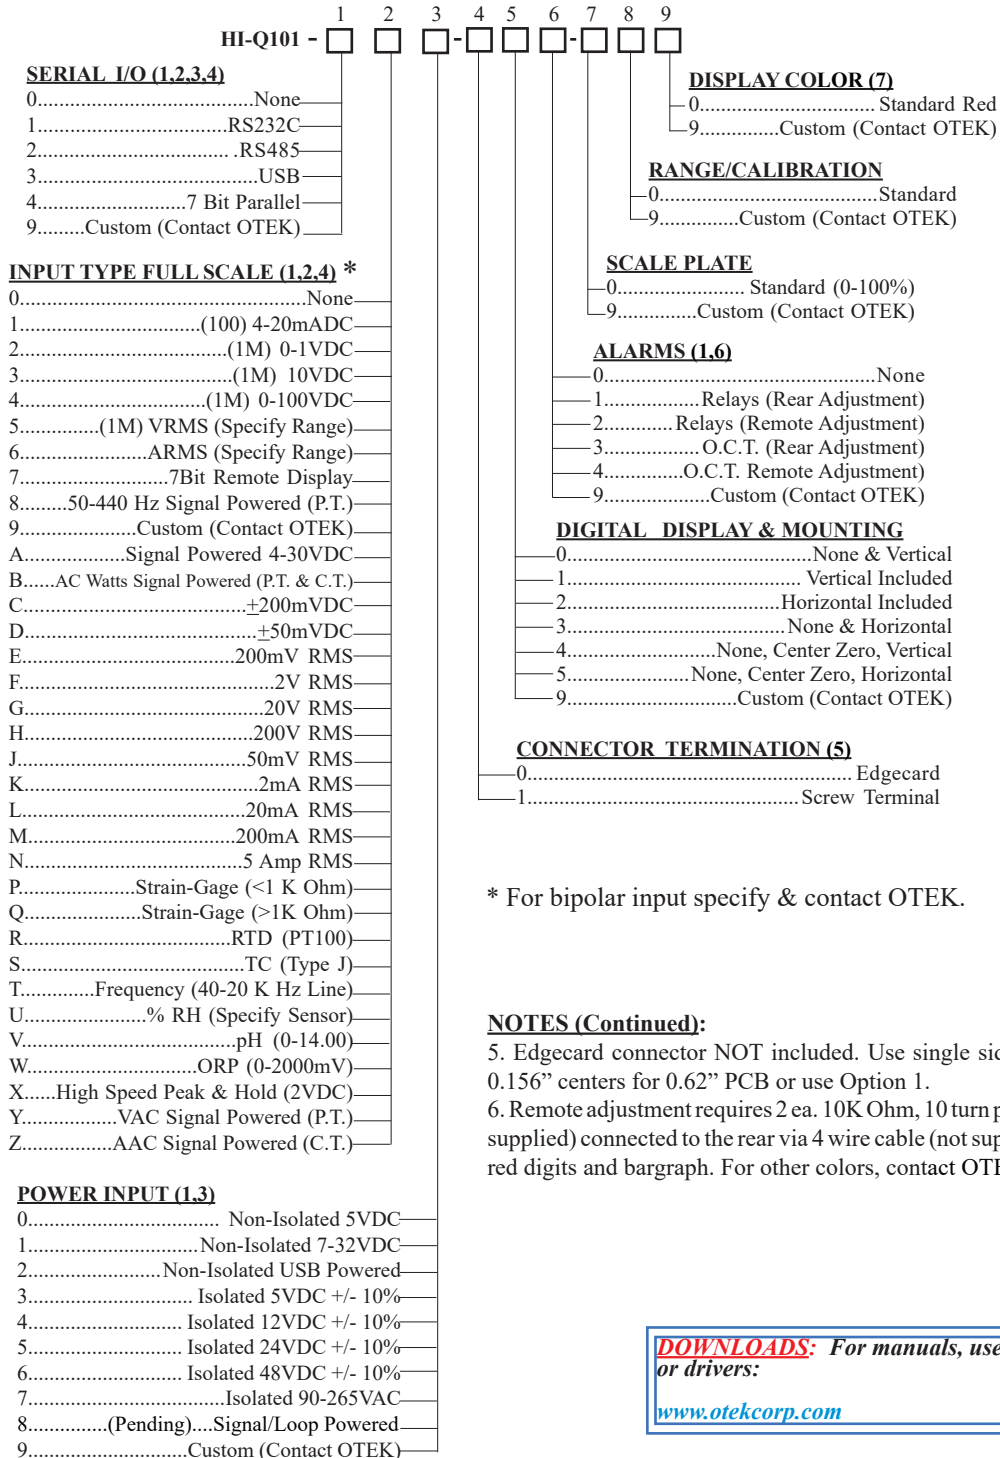 1 2 3 4 5 6 7 8 9
HI-Q101 - - -
SERIAL I/O (1,2,3,4)
0.................................None
1.............................RS232C
2............................. .RS485
3..................................USB
4.......................7 Bit Parallel
9.........Custom (Contact OTEK)
INPUT TYPE FULL SCALE (1,2,4) *
0............................................None
1............................(100) 4-20mADC
2................................(1M) 0-1VDC
3..................................(1M) 10VDC
4.............................(1M) 0-100VDC
5.............(1M) VRMS (Specify Range)
6...................ARMS (Specify Range)
7.......................7Bit Remote Display
8........50-440 Hz Signal Powered (P.T.)
9......................Custom (Contact OTEK)
A................Signal Powered 4-30VDC
B......AC Watts Signal Powered (P.T. & C.T.)
C..................................±200mVDC
D....................................±50mVDC
E.................................200mV RMS
F.......................................2V RMS
G.....................................20V RMS
H...................................200V RMS
J...................................50mV RMS
K....................................2mA RMS
L...................................20mA RMS
M................................200mA RMS
N..................................5 Amp RMS
P..................Strain-Gage (<1 K Ohm)
Q..................Strain-Gage (>1K Ohm)
R................................RTD (PT100)
S..................................TC (Type J)
T.............Frequency (40-20 K Hz Line)
U...................% RH (Specify Sensor)
V.................................pH (0-14.00)
W..........................ORP (0-2000mV)
X......High Speed Peak & Hold (2VDC)
Y...............VAC Signal Powered (P.T.)
Z..............AAC Signal Powered (C.T.)
POWER INPUT (1,3)
0............................. Non-Isolated 5VDC
1..........................Non-Isolated 7-32VDC
2.....................Non-Isolated USB Powered
3......................... Isolated 5VDC +/- 10%
4........................ Isolated 12VDC +/- 10%
5........................ Isolated 24VDC +/- 10%
6........................ Isolated 48VDC +/- 10%
7..............................Isolated 90-265VAC
8.............(Pending)....Signal/Loop Powered
9.........................Custom (Contact OTEK)
DISPLAY COLOR (7)
0............................ Standard Red
9..............Custom (Contact OTEK)
RANGE/CALIBRATION
0...................................Standard
9..............Custom (Contact OTEK)
SCALE PLATE
0..................... Standard (0-100%)
9..............Custom (Contact OTEK)
ALARMS (1,6)
0............................................None
1................Relays (Rear Adjustment)
2............Relays (Remote Adjustment)
3................O.C.T. (Rear Adjustment)
4..............O.C.T. Remote Adjustment)
9..................Custom (Contact OTEK)
DIGITAL DISPLAY & MOUNTING
0........................................None & Vertical
1...................................... Vertical Included
2...................................Horizontal Included
3....................................None & Horizontal
4........................None, Center Zero, Vertical
5....................None, Center Zero, Horizontal
9............................Custom (Contact OTEK)
CONNECTOR TERMINATION (5)
0..................................................... Edgecard
1............................................Screw Terminal
* For bipolar input specify & contact OTEK.
NOTES (Continued):
5. Edgecard connector NOT included. Use single
0.156” centers for 0.62” PCB or use Option 1.
6. Remote adjustment requires 2 ea. 10K Ohm, 10 turn
supplied) connected to the rear via 4 wire cable (not
red digits and bargraph. For other colors, contact
DOWNLOADS: For manuals,
or drivers:
www.otekcorp.com